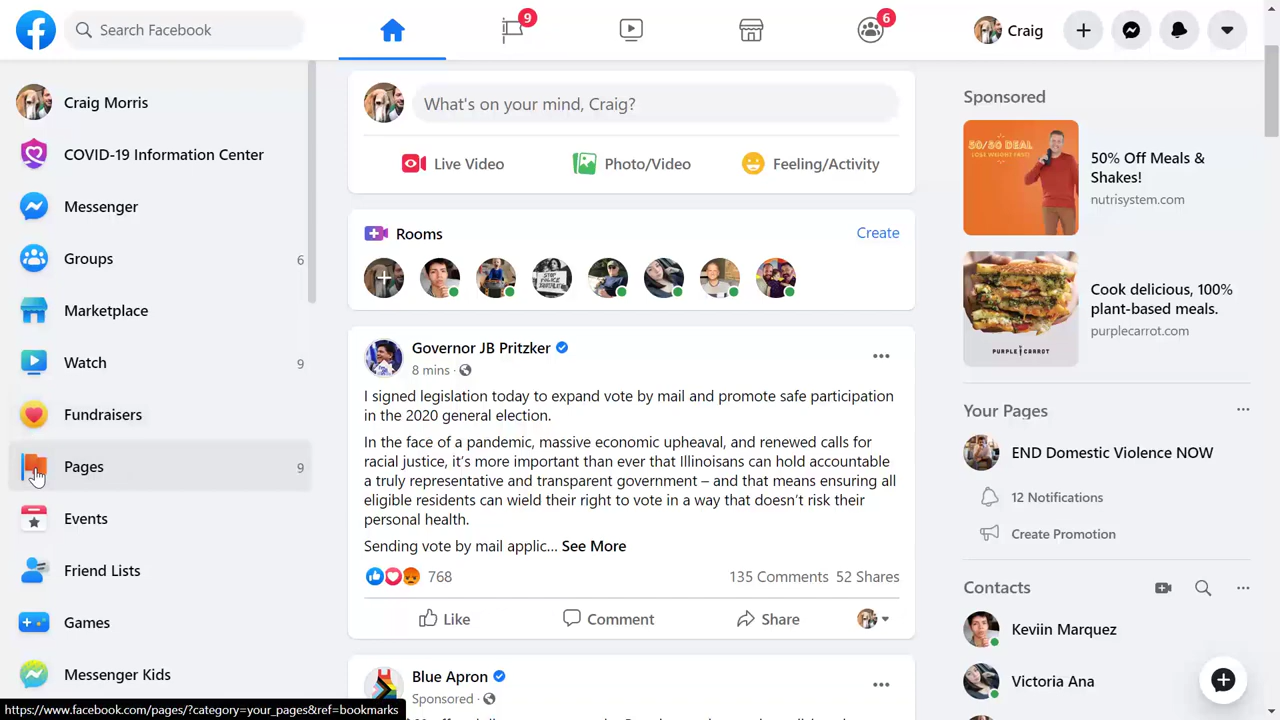 Search Facebook
9
6
Craig
Craig Morris
COVID-19 Information Center
Messenger
Groups 6
Marketplace
Watch 9
Fundraisers
Pages 9
Events
Friend Lists
Games
Messenger Kids
https://www.facebook.com/pages/?category=your_pages&ref=bookmarks
What's on your mind, Craig?
Live Video Photo/Video Feeling/Activity
Rooms Create
STOP
POLICE
Governor JB Pritzker
8 mins ·
I signed legislation today to expand vote by mail and promote safe participation
in the 2020 general election.
In the face of a pandemic, massive economic upheaval, and renewed calls for
racial justice, it's more important than ever that Illinoisans can hold accountable
a truly representative and transparent government – and that means ensuring all
eligible residents can wield their right to vote in a way that doesn't risk their
personal health.
Sending vote by mail applic... See More
768 135 Comments 52 Shares
Like Comment Share
Blue Apron
Sponsored ·
Sponsored
50/50 DEAL
LOSE WEIGHT FAST!
50% Off Meals &
Shakes!
nutrisystem.com
PURPLE CARROT
Cook delicious, 100%
plant-based meals.
purplecarrot.com
Your Pages
END Domestic Violence NOW
12 Notifications
Create Promotion
Contacts
Keviin Marquez
Victoria Ana